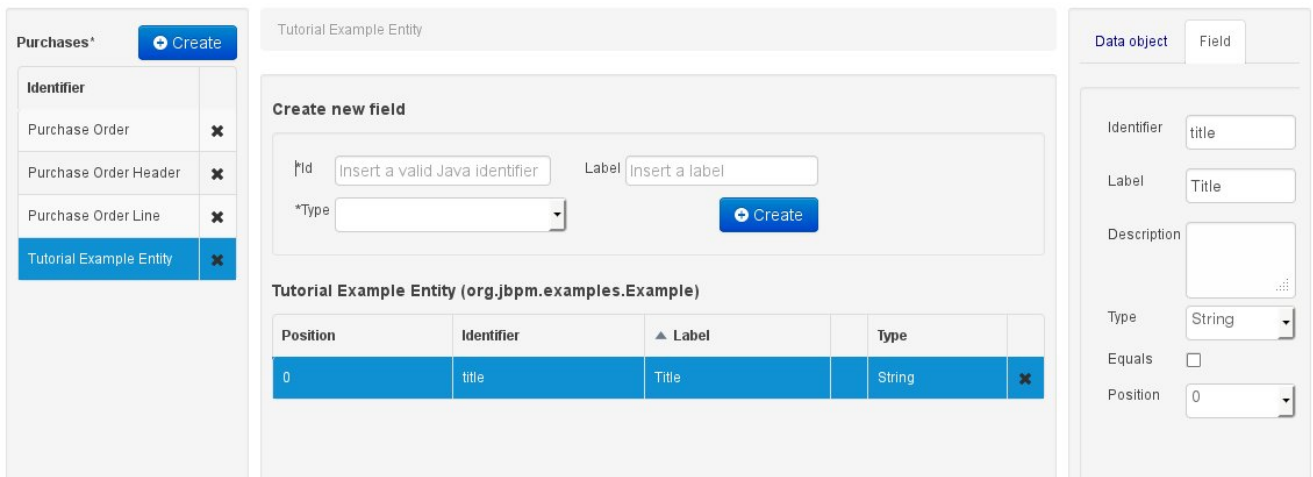 Purchases*
Create
Identifier
Purchase Order
Purchase Order Header
Purchase Order Line
Tutorial Example Entity
Tutorial Example Entity
Create new field
*Id Insert a valid Java identifier Label Insert a label
*Type Create
Tutorial Example Entity (org.jbpm.examples.Example)
Position Identifier Label Type
0 title Title String
Data object Field
Identifier title
Label Title
Description
Type String
Equals
Position 0